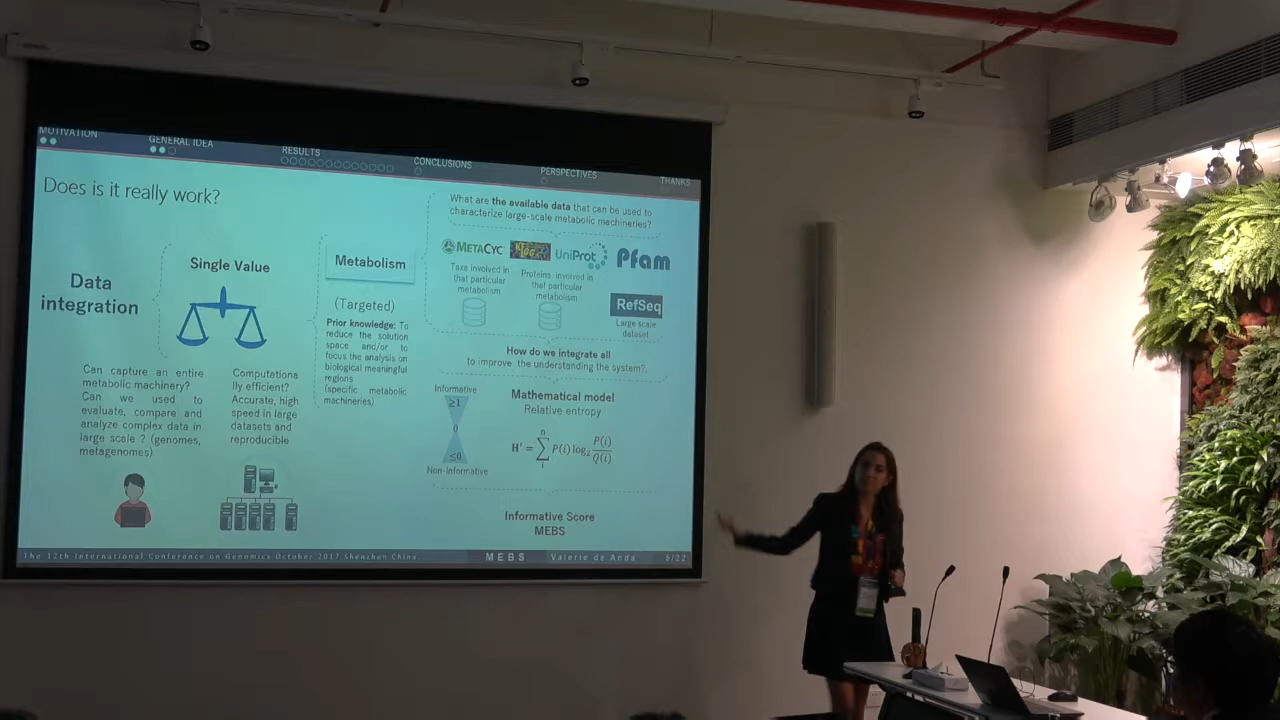 MOTIVATION
GENERAL IDEA
RESULTS
CONCLUSIONS
PERSPECTIVES
THANKS
Does is it really work?
Data
integration
Single Value
Can capture an entire
metabolic machinery?
Can we used to
evaluate, compare and
analyze complex data in
large scale ? (genomes,
metagenomes)
Computationa
lly efficient?
Accurate, high
speed in large
datasets and
reproducible
Metabolism
(Targeted)
Prior knowledge: To
reduce the solution
space and/or to
focus the analysis on
biological meaningful
regions
(specific metabolic
machineries)
What are the available data that can be used to
characterize large-scale metabolic machineries?
METACYC
KEGG
UniProt
Pfam
Taxa involved in
that particular
metabolism
Proteins involved in
that particular
metabolism
RefSeq
Large scale
dataset
How do we integrate all
to improve the understanding the system?
Informative
≥1
0
≤0
Non-Informative
Mathematical model
Relative entropy
H' = ∑ n i P(i) log₂ P(i) / Q(i)
Informative Score
MEBS
The 12th International Conference on Genomics October 2017 Shenzhen China
MEBS
Valerie de Anda
5/22